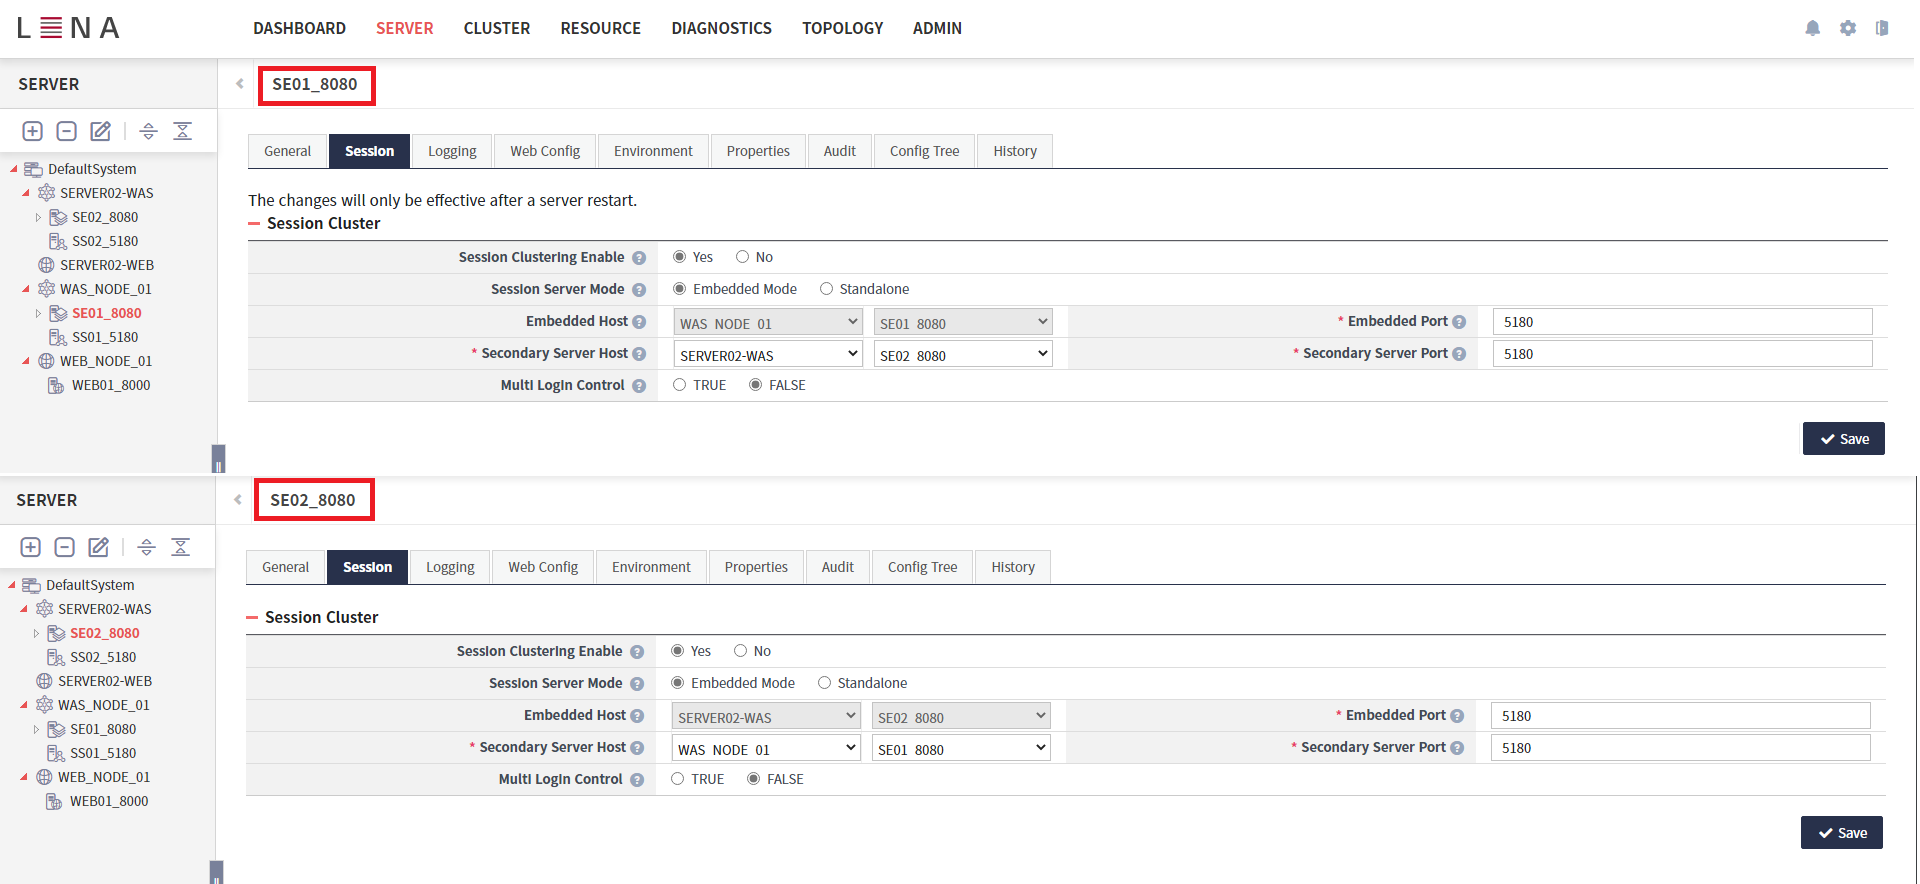 LENA
DASHBOARD SERVER CLUSTER RESOURCE DIAGNOSTICS TOPOLOGY ADMIN
SERVER
SE01_8080
General Session Logging Web Config Environment Properties Audit Config Tree History
DefaultSystem
SERVER02-WAS
SE02_8080
SS02_5180
SERVER02-WEB
WAS_NODE_01
SE01_8080
SS01_5180
WEB_NODE_01
WEB01_8000
The changes will only be effective after a server restart.
Session Cluster
Session Clustering Enable ? Yes No
Session Server Mode ? Embedded Mode Standalone
Embedded Host ? WAS_NODE_01 SE01_8080 * Embedded Port ? 5180
* Secondary Server Host ? SERVER02-WAS SE02_8080 * Secondary Server Port ? 5180
Multi Login Control ? TRUE FALSE
Save
SERVER
SE02_8080
General Session Logging Web Config Environment Properties Audit Config Tree History
DefaultSystem
SERVER02-WAS
SE02_8080
SS02_5180
SERVER02-WEB
WAS_NODE_01
SE01_8080
SS01_5180
WEB_NODE_01
WEB01_8000
Session Cluster
Session Clustering Enable ? Yes No
Session Server Mode ? Embedded Mode Standalone
Embedded Host ? SERVER02-WAS SE02_8080 * Embedded Port ? 5180
* Secondary Server Host ? WAS_NODE_01 SE01_8080 * Secondary Server Port ? 5180
Multi Login Control ? TRUE FALSE
Save